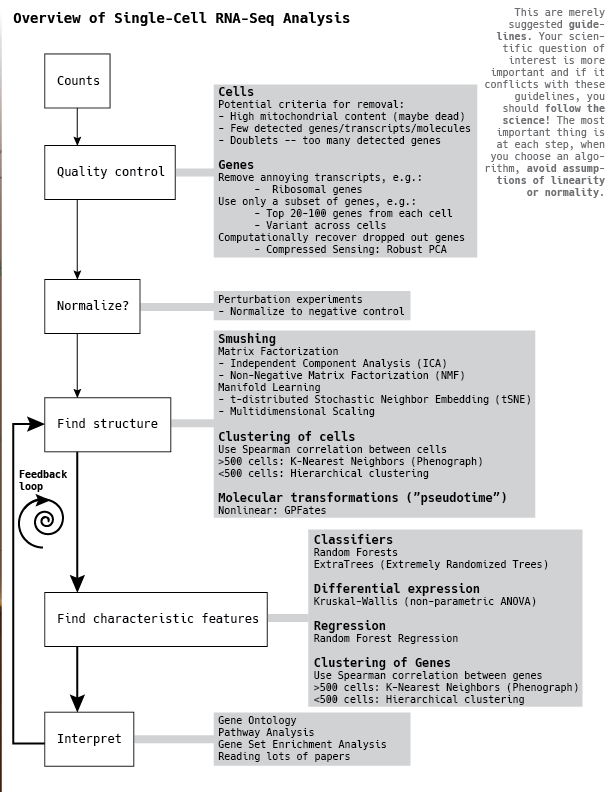 Overview of Single-Cell RNA-Seq Analysis
This are merely
suggested guide-
lines. Your scien-
tific question of
interest is more
important and if it
conflicts with these
guidelines, you
should follow the
science! The most
important thing is
at each step, when
you choose an algo-
rithm, avoid assump-
tions of linearity
or normality.
Counts
Quality control
Cells
Potential criteria for removal:
- High mitochondrial content (maybe dead)
- Few detected genes/transcripts/molecules
- Doublets -- too many detected genes
Genes
Remove annoying transcripts, e.g.:
- Ribosomal genes
Use only a subset of genes, e.g.:
- Top 20-100 genes from each cell
- Variant across cells
Computationally recover dropped out genes
- Compressed Sensing: Robust PCA
Normalize?
Perturbation experiments
- Normalize to negative control
Find structure
Smushing
Matrix Factorization
- Independent Component Analysis (ICA)
- Non-Negative Matrix Factorization (NMF)
Manifold Learning
- t-distributed Stochastic Neighbor Embedding (tSNE)
- Multidimensional Scaling
Clustering of cells
Use Spearman correlation between cells
>500 cells: K-Nearest Neighbors (Phenograph)
<500 cells: Hierarchical clustering
Molecular transformations (”pseudotime”)
Nonlinear: GPFates
Feedback
loop
Find characteristic features
Classifiers
Random Forests
ExtraTrees (Extremely Randomized Trees)
Differential expression
Kruskal-Wallis (non-parametric ANOVA)
Regression
Random Forest Regression
Clustering of Genes
Use Spearman correlation between genes
>500 cells: K-Nearest Neighbors (Phenograph)
<500 cells: Hierarchical clustering
Interpret
Gene Ontology
Pathway Analysis
Gene Set Enrichment Analysis
Reading lots of papers